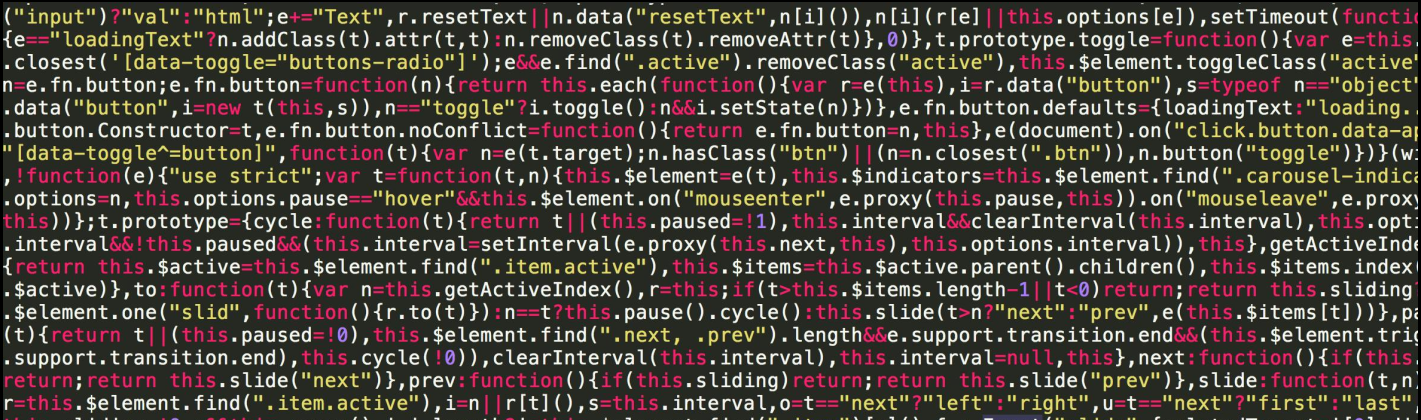 ("input")?"val":"html";e+="Text",r.resetText||n.data("resetText",n[i]()),n[i](r[e]||this.options[e]),setTimeout(functi
{e=="loadingText"?n.addClass(t).attr(t,t):n.removeClass(t).removeAttr(t)},0)},t.prototype.toggle=function(){var e=this.
.closest('[data-toggle="buttons-radio"]');e&&e.find(".active").removeClass("active"),this.$element.toggleClass("active
n=e.fn.button;e.fn.button=function(n){return this.each(function(){var r=e(this),i=r.data("button"),s=typeof n=="object
.data("button",i=new t(this,s)),n=="toggle"?i.toggle():n&&i.setState(n)})},e.fn.button.defaults={loadingText:"loading..
.button.Constructor=t,e.fn.button.noConflict=function(){return e.fn.button=n,this},e(document).on("click.button.data-ap
"[data-toggle^=button]",function(t){var n=e(t.target);n.hasClass("btn")||(n=n.closest(".btn")),n.button("toggle")})}(wi
,!function(e){"use strict";var t=function(t,n){this.$element=e(t),this.$indicators=this.$element.find(".carousel-indica
.options=n,this.options.pause=="hover"&&this.$element.on("mouseenter",e.proxy(this.pause,this)).on("mouseleave",e.proxy
this))};t.prototype={cycle:function(t){return t||(this.paused=!1),this.interval&&clearInterval(this.interval),this.opti
.interval&&!this.paused&&(this.interval=setInterval(e.proxy(this.next,this),this.options.interval)),this},getActiveInde
{return this.$active=this.$element.find(".item.active"),this.$items=this.$active.parent().children(),this.$items.index(
.$active)},to:function(t){var n=this.getActiveIndex(),r=this;if(t>this.$items.length-1||t<0)return;return this.sliding?
.$element.one("slid",function(){r.to(t)}):n==t?this.pause().cycle():this.slide(t>n?"next":"prev",e(this.$items[t]))},pa
(t){return t||(this.paused=!0),this.$element.find(".next, .prev").length&&e.support.transition.end&&(this.$element.trig
.support.transition.end),this.cycle(!0)),clearInterval(this.interval),this.interval=null,this},next:function(){if(this.
return;return this.slide("next")},prev:function(){if(this.sliding)return;return this.slide("prev")},slide:function(t,n)
r=this.$element.find(".item.active"),i=n||r[t](),s=this.interval,o=t=="next"?"left":"right",u=t=="next"?"first":"last"